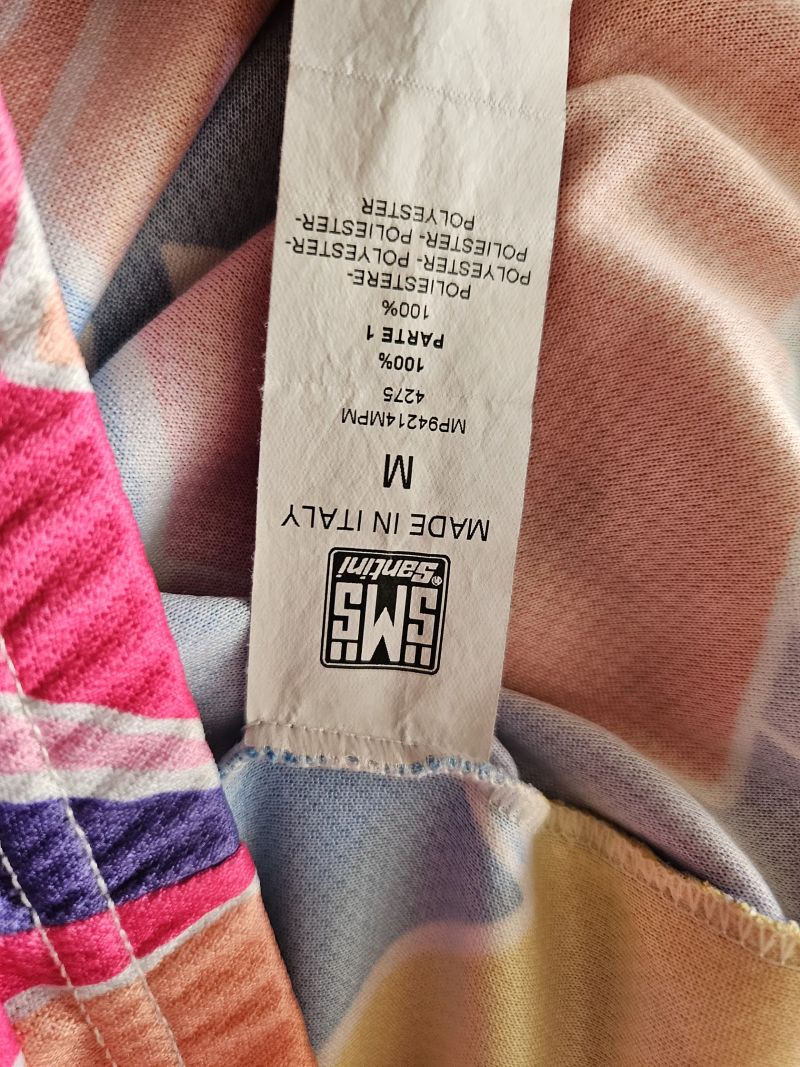 SMS
Santini®
MADE IN ITALY
M
MP94214MPM
4275
100%
PARTE 1
100%
POLIESTERE-
POLYESTER- POLYESTER-
POLIESTER- POLIESTER-
POLYESTER